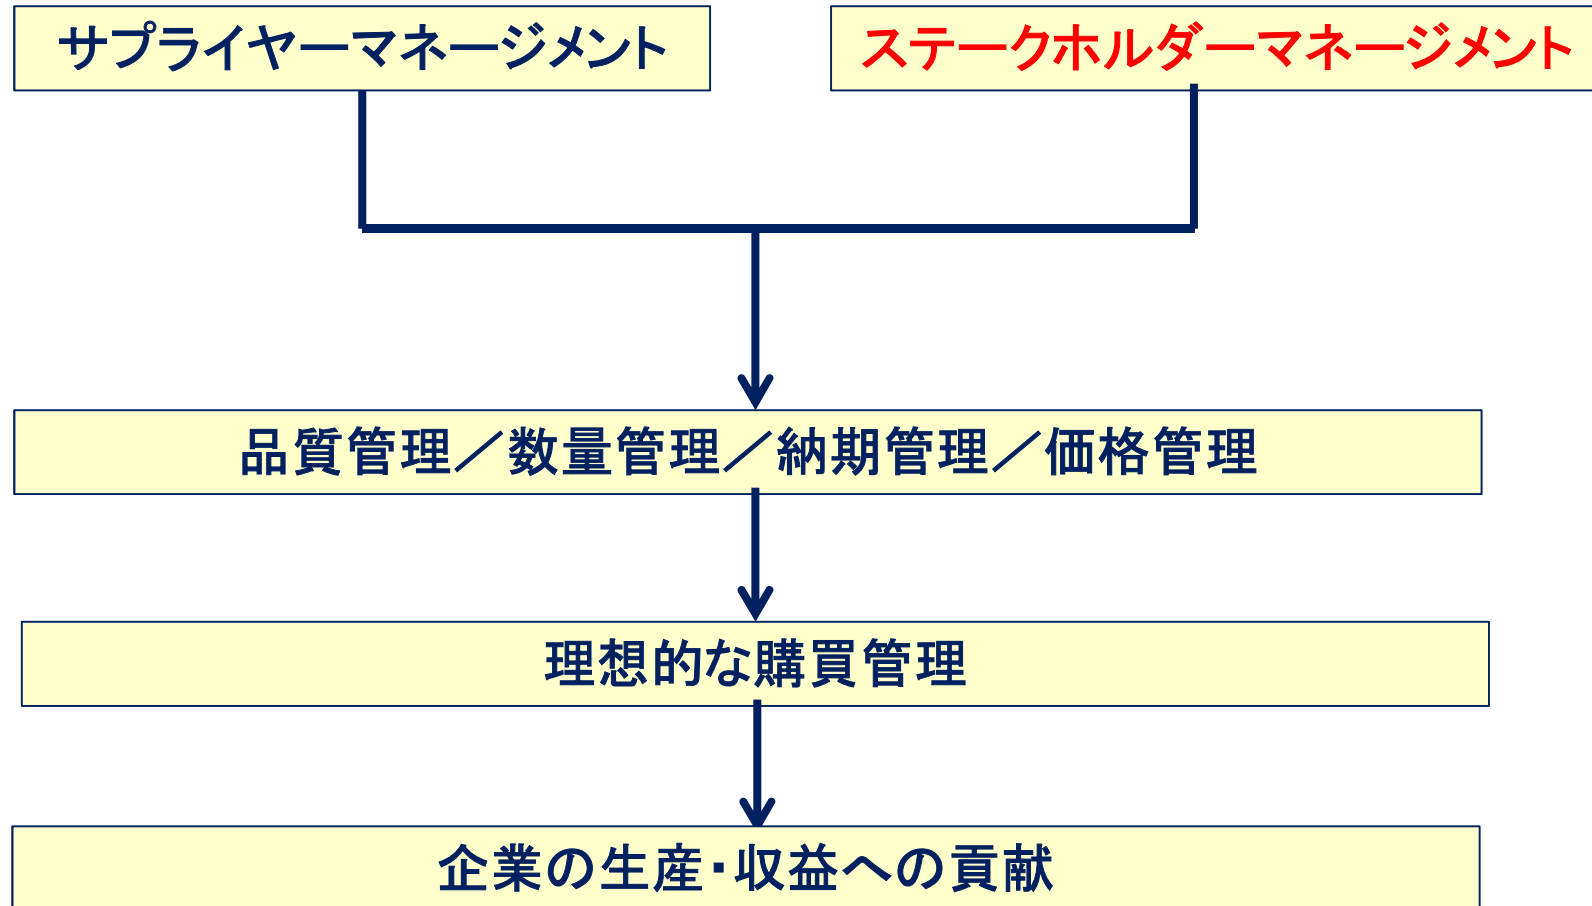 サプライヤーマネージメント
ステークホルダーマネージメント
品質管理／数量管理／納期管理／価格管理
理想的な購買管理
企業の生産・収益への貢献